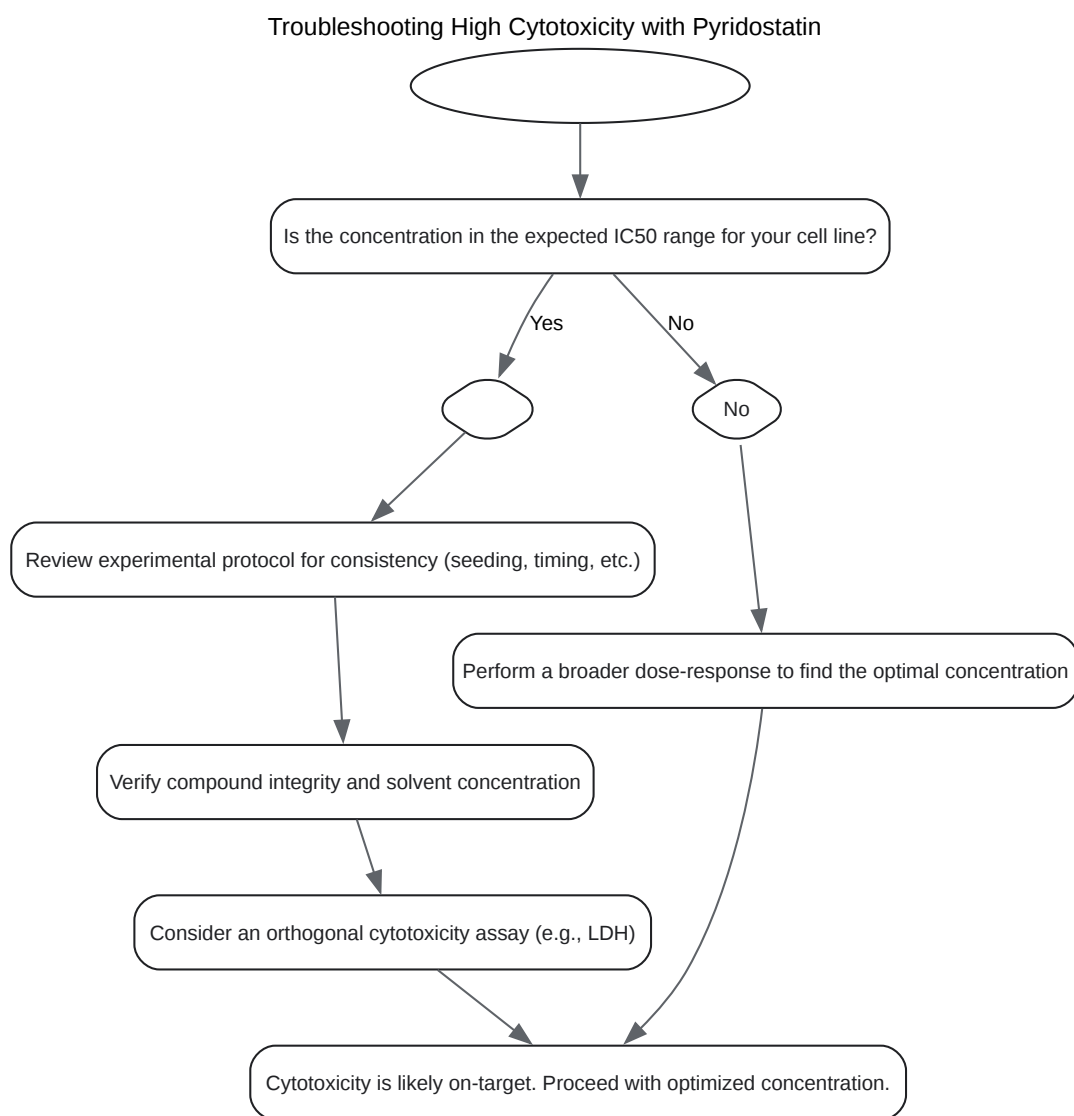 Troubleshooting High Cytotoxicity with Pyridostatin
Is the concentration in the expected IC50 range for your cell line?
Yes
No
No
Review experimental protocol for consistency (seeding, timing, etc.)
Perform a broader dose-response to find the optimal concentration
Verify compound integrity and solvent concentration
Consider an orthogonal cytotoxicity assay (e.g., LDH)
Cytotoxicity is likely on-target. Proceed with optimized concentration.